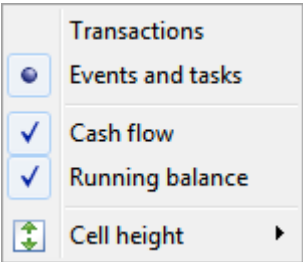 Transactions
Events and tasks
Cash flow
Running balance
Cell height